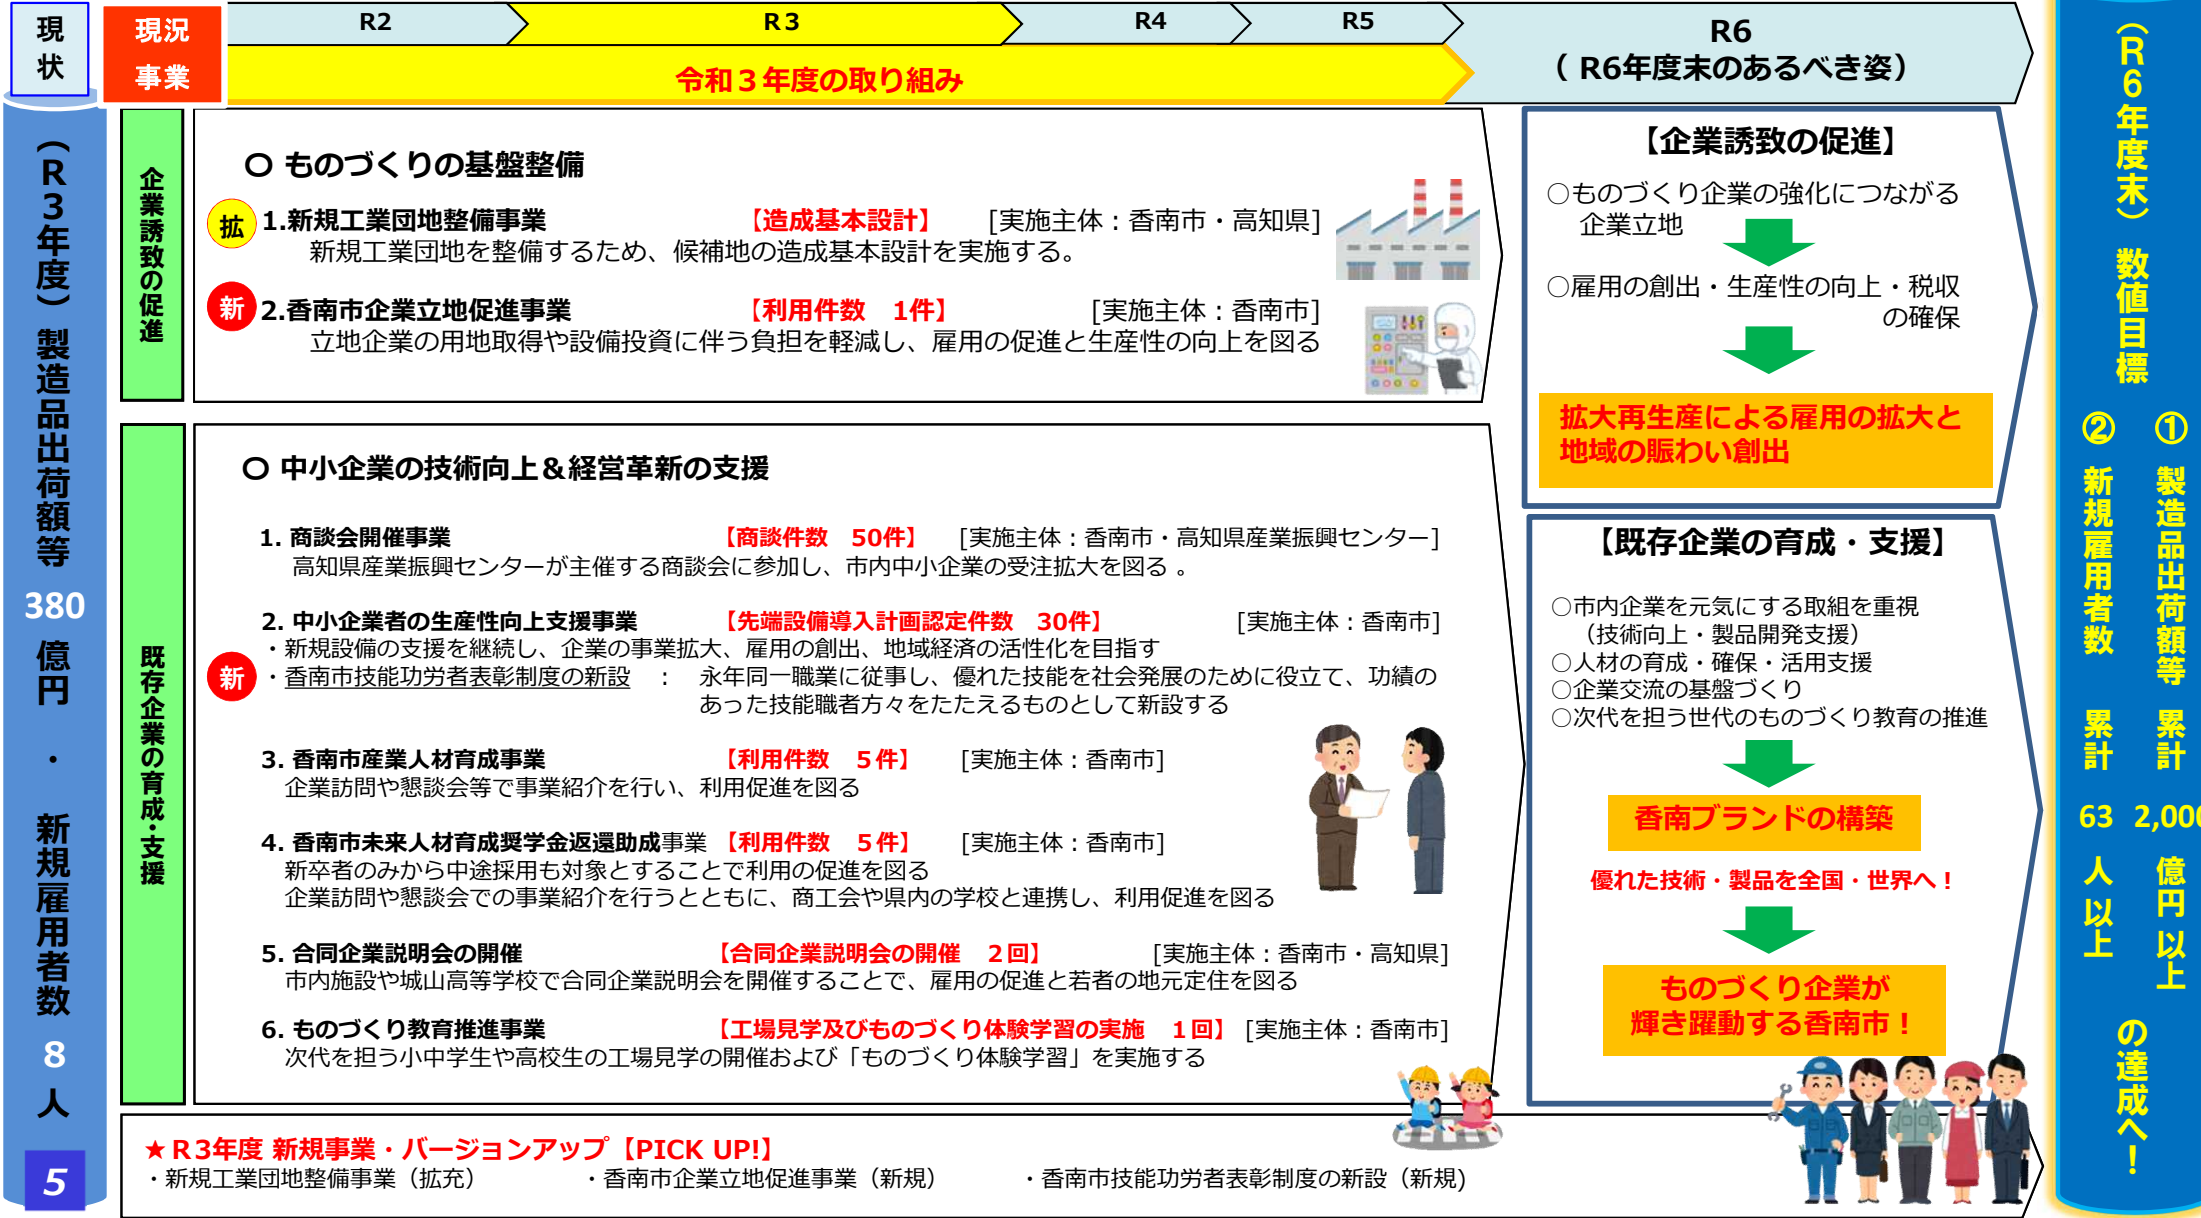 現状
現況
事業
R2
R3
R4
R5
R6
（ R6年度末のあるべき姿）
令和３年度の取り組み
（R3年度）製造品出荷額等 380 億円 ・ 新規雇用者数 8 人
5
企業誘致の促進
○ ものづくりの基盤整備
拡
1.新規工業団地整備事業 【造成基本設計】 [実施主体：香南市・高知県]
新規工業団地を整備するため、候補地の造成基本設計を実施する。
新
2.香南市企業立地促進事業 【利用件数　1件】 [実施主体：香南市]
立地企業の用地取得や設備投資に伴う負担を軽減し、雇用の促進と生産性の向上を図る
既存企業の育成・支援
○ 中小企業の技術向上＆経営革新の支援
1. 商談会開催事業 【商談件数　50件】 [実施主体：香南市・高知県産業振興センター]
高知県産業振興センターが主催する商談会に参加し、市内中小企業の受注拡大を図る 。
2. 中小企業者の生産性向上支援事業 【先端設備導入計画認定件数　30件】 [実施主体：香南市]
・新規設備の支援を継続し、企業の事業拡大、雇用の創出、地域経済の活性化を目指す
新
・香南市技能功労者表彰制度の新設　：　永年同一職業に従事し、優れた技能を社会発展のために役立て、功績の
あった技能職者方々をたたえるものとして新設する
3. 香南市産業人材育成事業 【利用件数　５件】 [実施主体：香南市]
企業訪問や懇談会等で事業紹介を行い、利用促進を図る
4. 香南市未来人材育成奨学金返還助成事業 【利用件数　５件】 [実施主体：香南市]
新卒者のみから中途採用も対象とすることで利用の促進を図る
企業訪問や懇談会での事業紹介を行うとともに、商工会や県内の学校と連携し、利用促進を図る
5. 合同企業説明会の開催 【合同企業説明会の開催　２回】 [実施主体：香南市・高知県]
市内施設や城山高等学校で合同企業説明会を開催することで、雇用の促進と若者の地元定住を図る
6. ものづくり教育推進事業 【工場見学及びものづくり体験学習の実施　１回】 [実施主体：香南市]
次代を担う小中学生や高校生の工場見学の開催および「ものづくり体験学習」を実施する
★Ｒ3年度 新規事業・バージョンアップ【PICK UP!】
・新規工業団地整備事業（拡充） ・香南市企業立地促進事業（新規） ・香南市技能功労者表彰制度の新設（新規)
【企業誘致の促進】
○ものづくり企業の強化につながる
企業立地
○雇用の創出・生産性の向上・税収
の確保
拡大再生産による雇用の拡大と
地域の賑わい創出
【既存企業の育成・支援】
○市内企業を元気にする取組を重視
（技術向上・製品開発支援）
○人材の育成・確保・活用支援
○企業交流の基盤づくり
○次代を担う世代のものづくり教育の推進
香南ブランドの構築
優れた技術・製品を全国・世界へ！
ものづくり企業が
輝き躍動する香南市！
（R6年度末）数値目標
① 製造品出荷額等 累計 2,000 億円以上
② 新規雇用者数 累計 63 人以上
の達成へ！